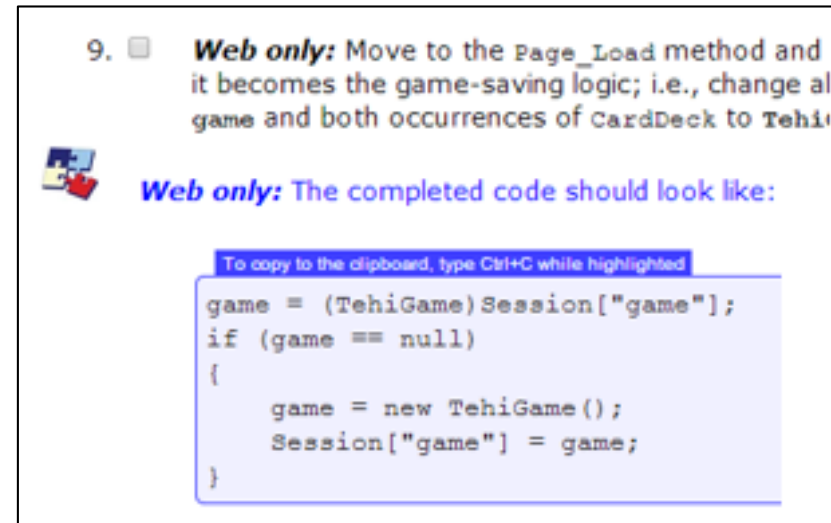 9. Web only: Move to the Page_Load method and
it becomes the game-saving logic; i.e., change al
game and both occurrences of CardDeck to Tehi
Web only: The completed code should look like:
To copy to the clipboard, type Ctrl+C while highlighted
game = (TehiGame)Session["game"];
if (game == null)
{
    game = new TehiGame();
    Session["game"] = game;
}